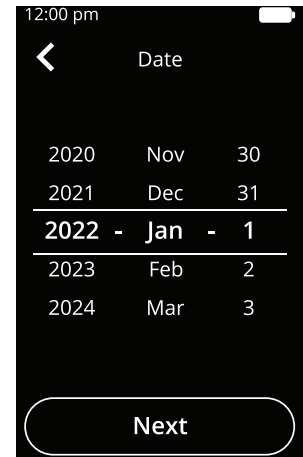 12:00 pm
Date
2020 Nov 30
2021 Dec 31
2022 - Jan - 1
2023 Feb 2
2024 Mar 3
Next